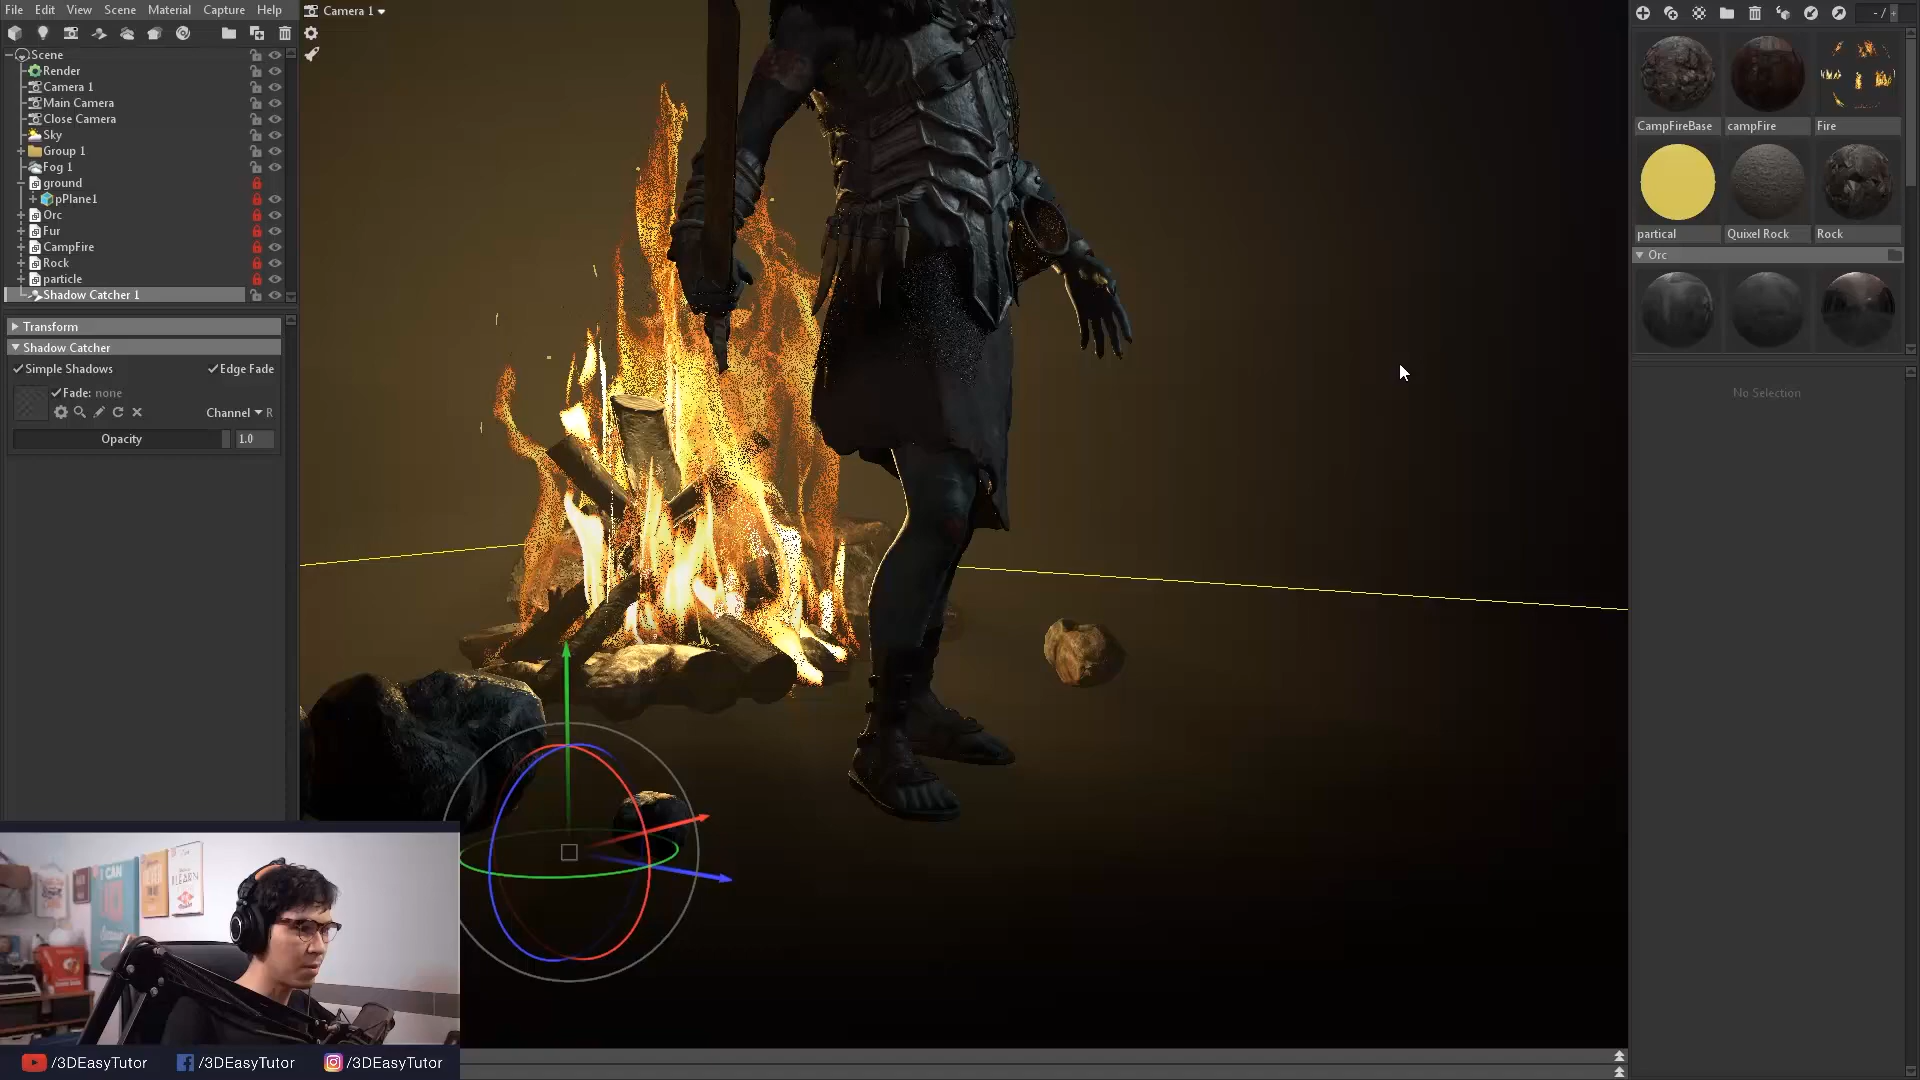 File Edit View Scene Material Capture Help
Camera 1
- /
Scene
Render
Camera 1
Main Camera
Close Camera
Sky
Group 1
Fog 1
ground
pPlane1
Orc
Fur
CampFire
Rock
particle
Shadow Catcher 1
Transform
Shadow Catcher
Simple Shadows Edge Fade
Fade: none
Channel R
Opacity 1.0
CampFireBase campFire Fire
partical Quixel Rock Rock
Orc
No Selection
I CAN
LEARN
/3DEasyTutor /3DEasyTutor /3DEasyTutor